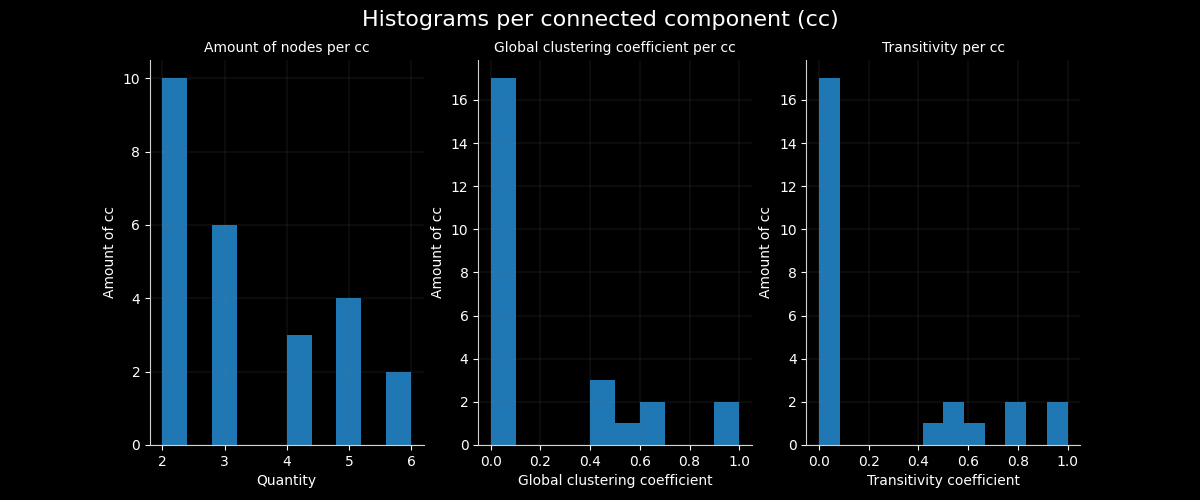 Histograms per connected component (cc)
Amount of nodes per cc
Global clustering coefficient per cc
Transitivity per cc
10
8
6
4
2
0
Amount of cc
2 3 4 5 6
Quantity
16
14
12
10
8
6
4
2
0
Amount of cc
0.0 0.2 0.4 0.6 0.8 1.0
Global clustering coefficient
16
14
12
10
8
6
4
2
0
Amount of cc
0.0 0.2 0.4 0.6 0.8 1.0
Transitivity coefficient